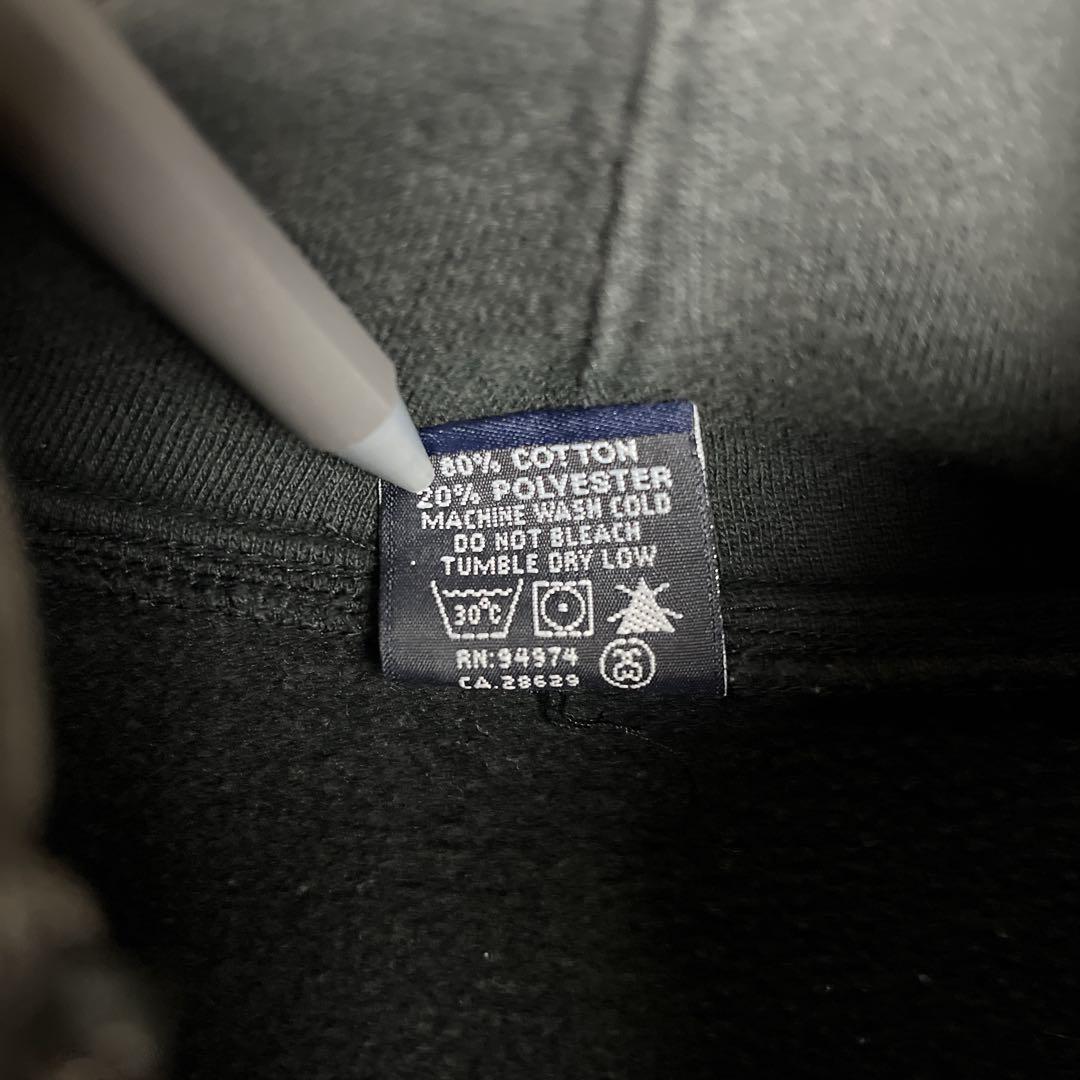 80% COTTON
20% POLYESTER
MACHINE WASH COLD
DO NOT BLEACH
TUMBLE DRY LOW
30°C
RN:94974
CA.28629